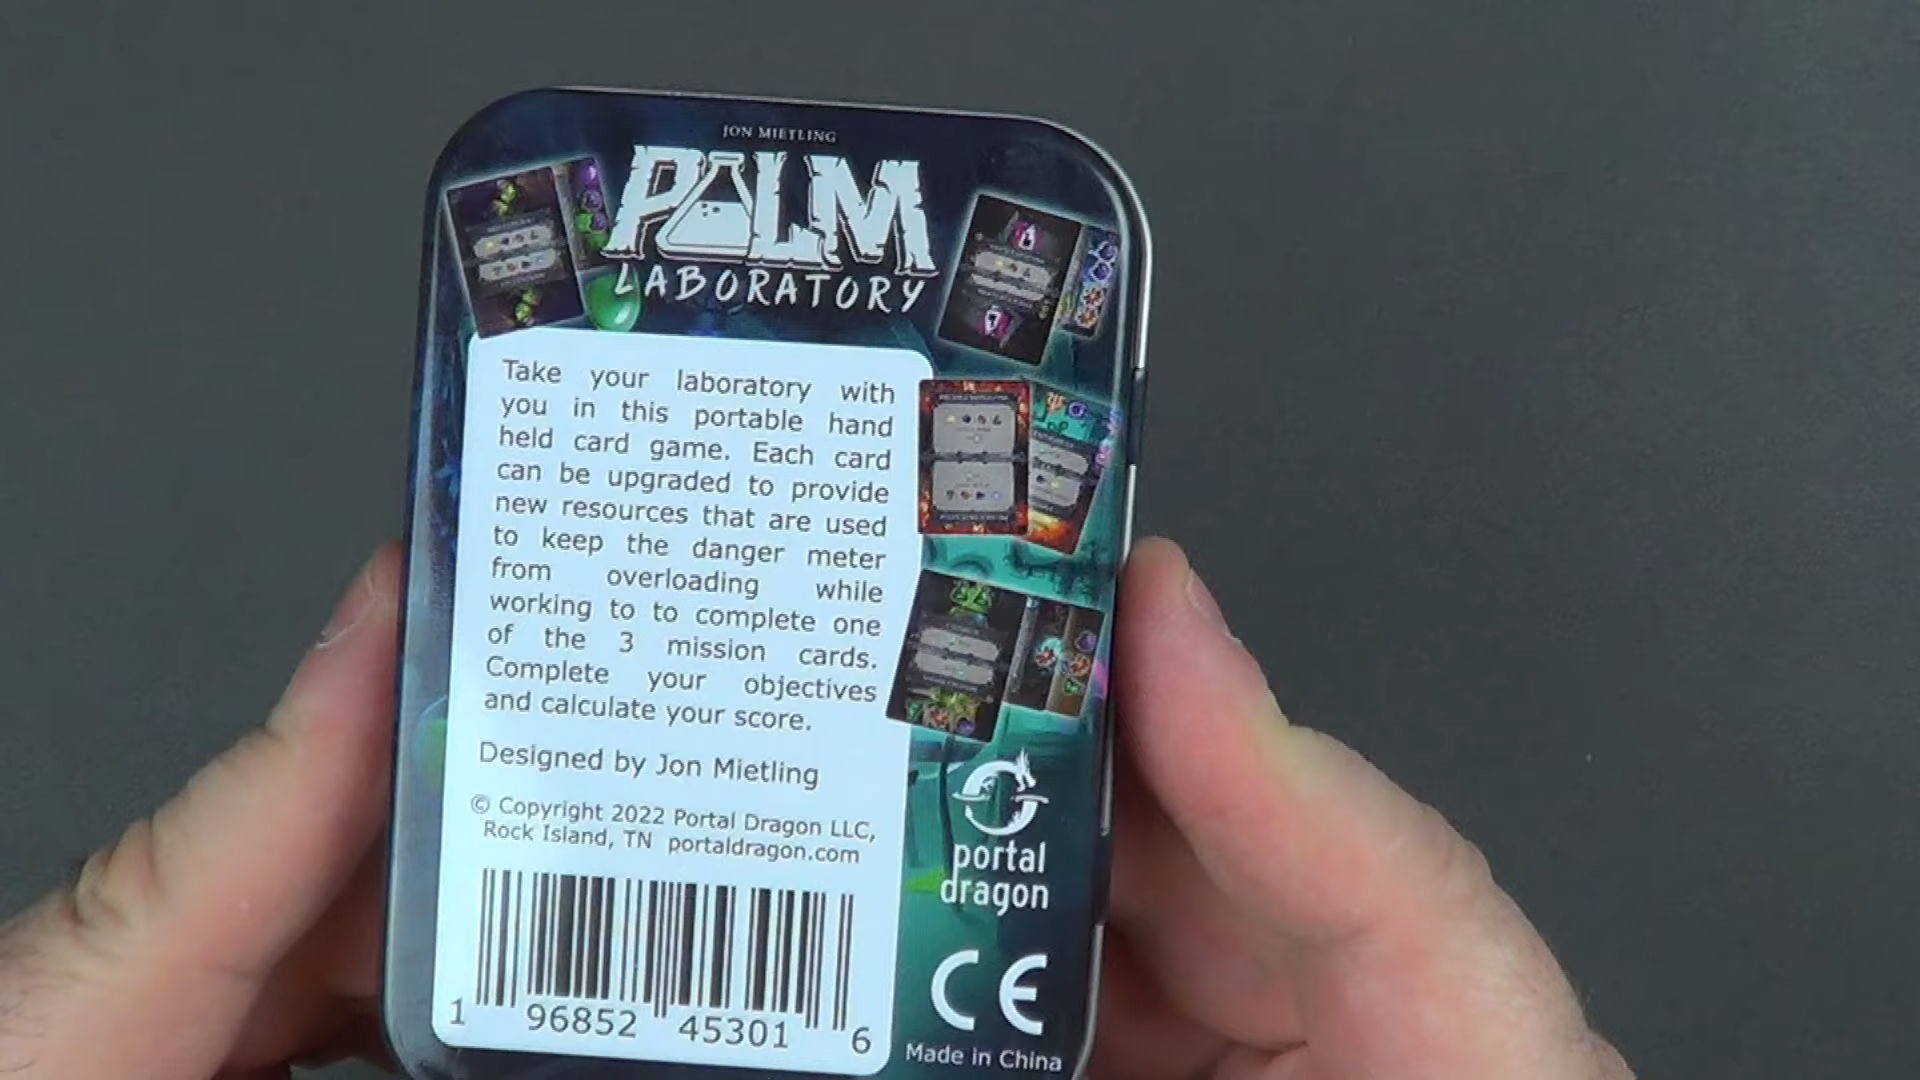 JON MIETLING
PALM
LABORATORY
Take your laboratory with
you in this portable hand
held card game. Each card
can be upgraded to provide
new resources that are used
to keep the danger meter
from overloading while
working to to complete one
of the 3 mission cards.
Complete your objectives
and calculate your score.
Designed by Jon Mietling
© Copyright 2022 Portal Dragon LLC,
Rock Island, TN portaldragon.com
1 96852 45301 6
portal
dragon
CE
Made in China